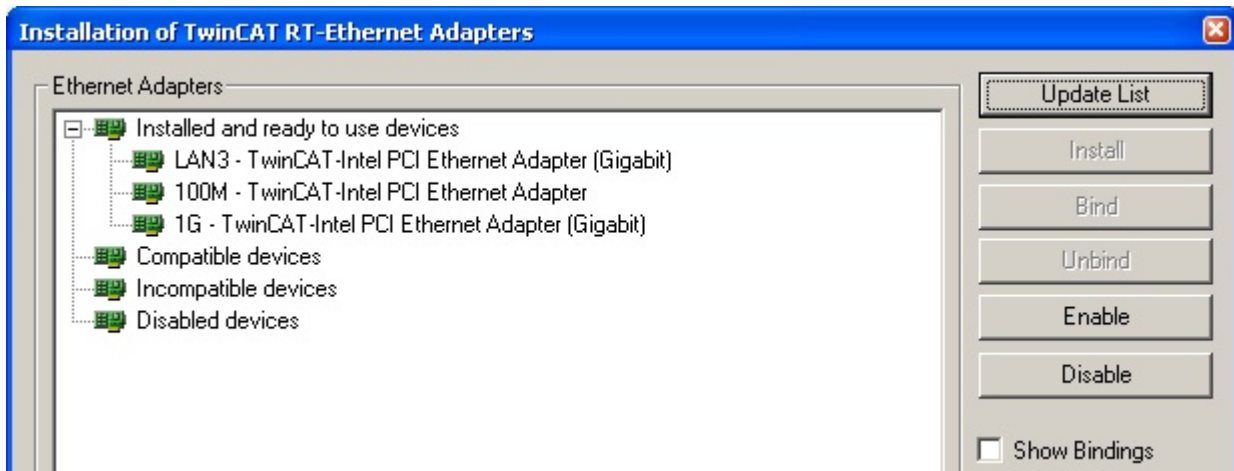 Installation of TwinCAT RT-Ethernet Adapters
Ethernet Adapters
Installed and ready to use devices
LAN3 - TwinCAT-Intel PCI Ethernet Adapter (Gigabit)
100M - TwinCAT-Intel PCI Ethernet Adapter
1G - TwinCAT-Intel PCI Ethernet Adapter (Gigabit)
Compatible devices
Incompatible devices
Disabled devices
Update List
Install
Bind
Unbind
Enable
Disable
Show Bindings